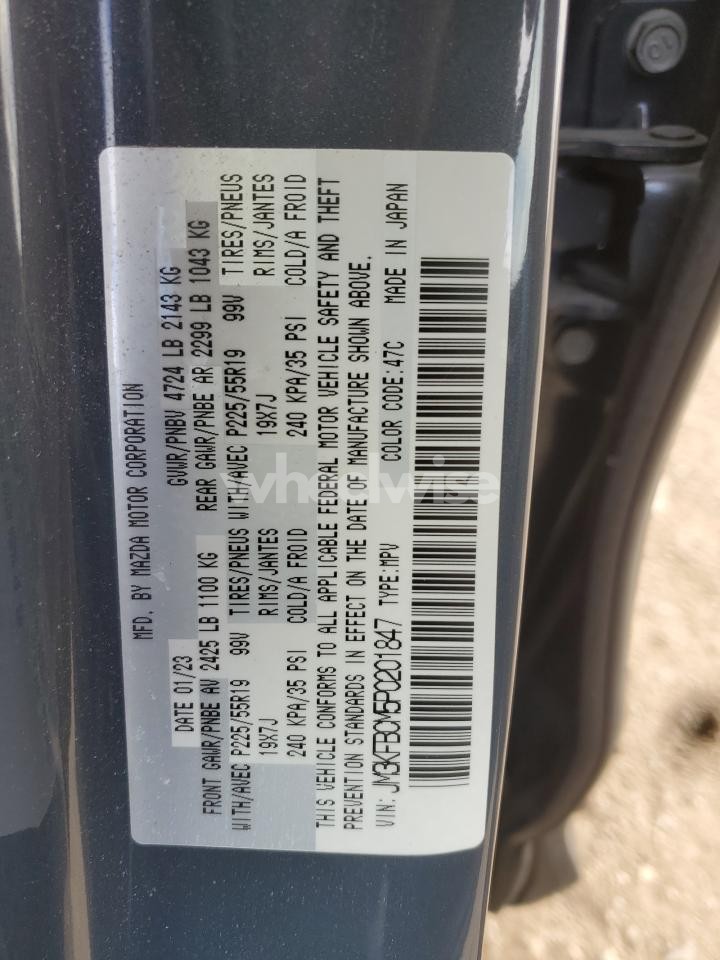 MFD. BY MAZDA MOTOR CORPORATION
DATE 01/23 GVWR/PNBV 4724 LB 2143 KG
FRONT GAWR/PNBE AV 2425 LB 1100 KG REAR GAWR/PNBE AR 2299 LB 1043 KG
WITH/AVEC P225/55R19 99V TIRES/PNEUS WITH/AVEC P225/55R19 99V TIRES/PNEUS
19X7J RIMS/JANTES 19X7J RIMS/JANTES
240 KPA/35 PSI COLD/A FROID 240 KPA/35 PSI COLD/A FROID
THIS VEHICLE CONFORMS TO ALL APPLICABLE FEDERAL MOTOR VEHICLE SAFETY AND THEFT
PREVENTION STANDARDS IN EFFECT ON THE DATE OF MANUFACTURE SHOWN ABOVE.
VIN: JM3KFBCM5P0201847 TYPE:MPV COLOR CODE:47C MADE IN JAPAN
wheelwise